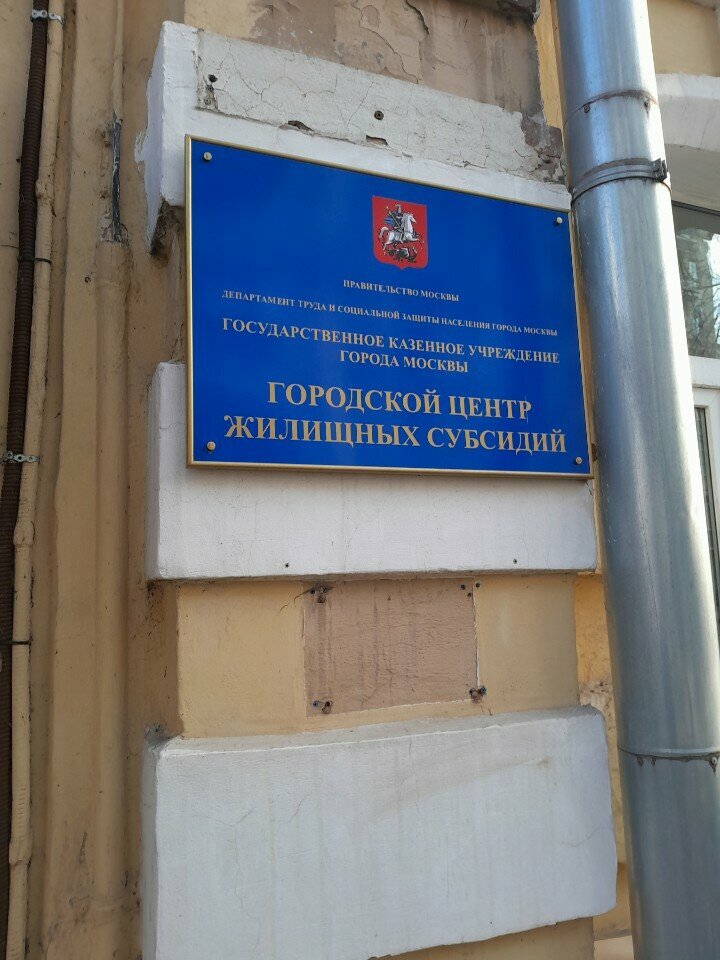 ПРАВИТЕЛЬСТВО МОСКВЫ
ДЕПАРТАМЕНТ ТРУДА И СОЦИАЛЬНОЙ ЗАЩИТЫ НАСЕЛЕНИЯ ГОРОДА МОСКВЫ
ГОСУДАРСТВЕННОЕ КАЗЕННОЕ УЧРЕЖДЕНИЕ
ГОРОДА МОСКВЫ
ГОРОДСКОЙ ЦЕНТР
ЖИЛИЩНЫХ СУБСИДИЙ